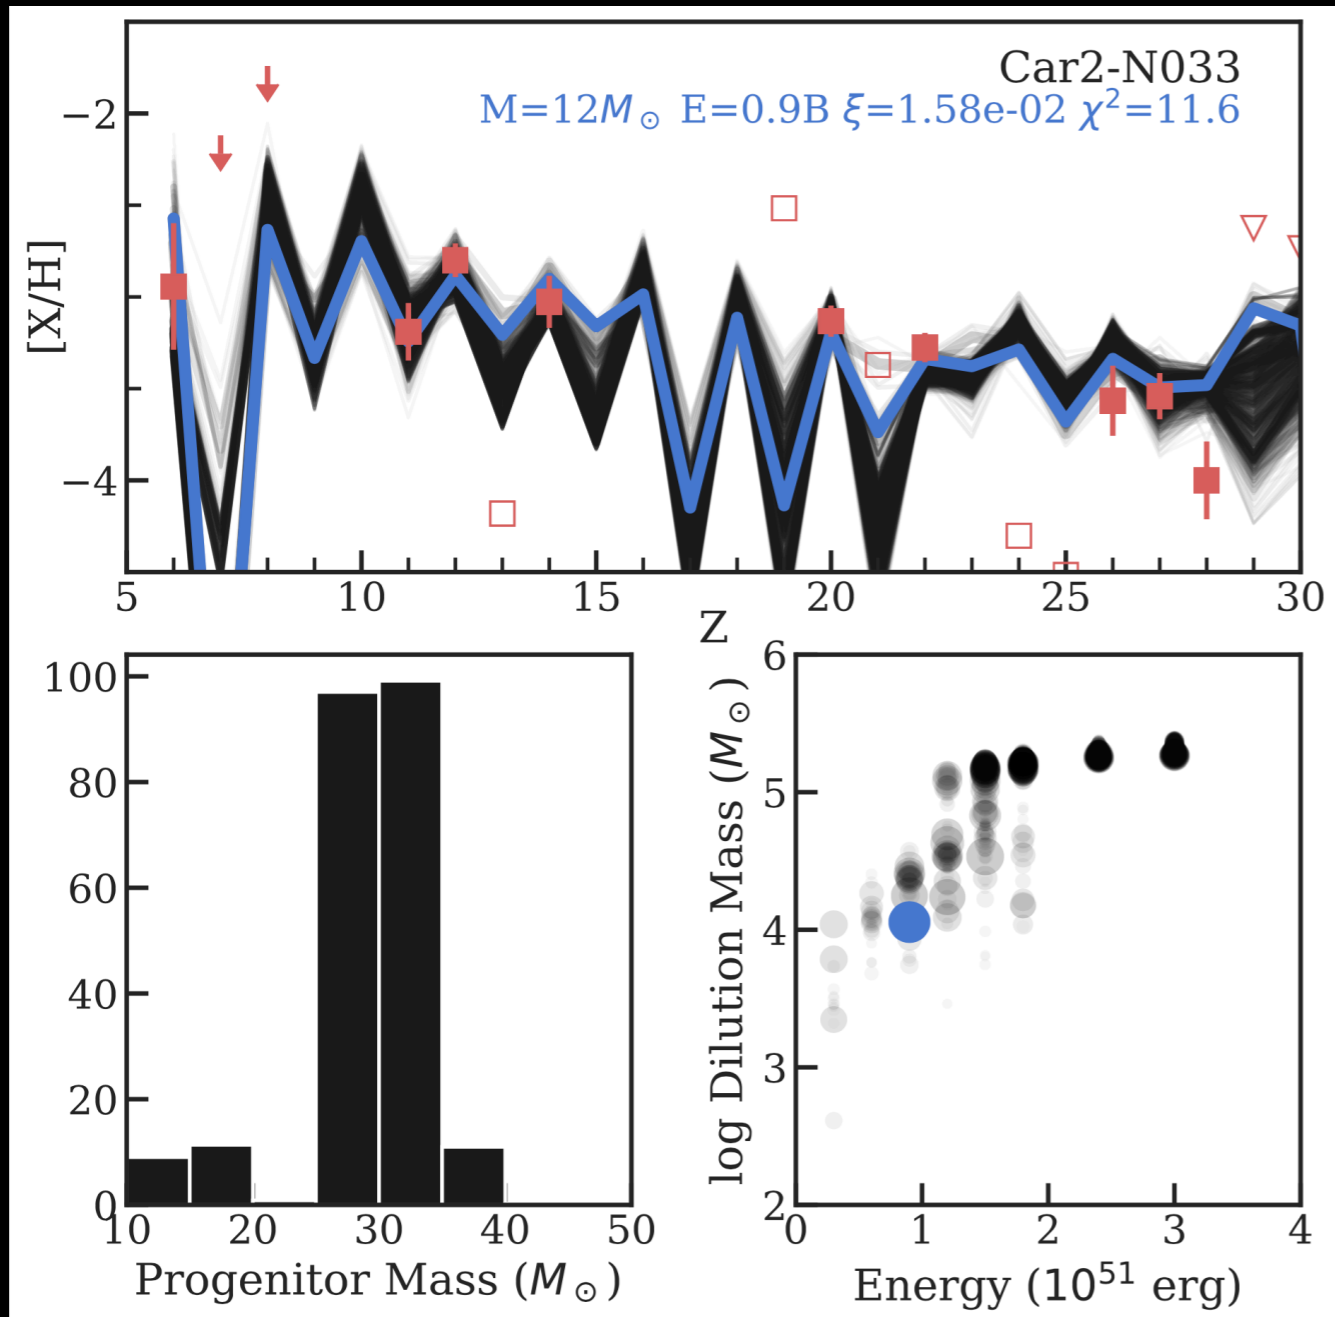 Car2-N033
M=12M⊙ E=0.9B ξ=1.58e-02 χ²=11.6
[X/H]
−2
−4
5 10 15 20 25 30
Z
100
80
60
40
20
0
10 20 30 40 50
Progenitor Mass (M⊙)
log Dilution Mass (M⊙)
6
5
4
3
2
0 1 2 3 4
Energy (10⁵¹ erg)